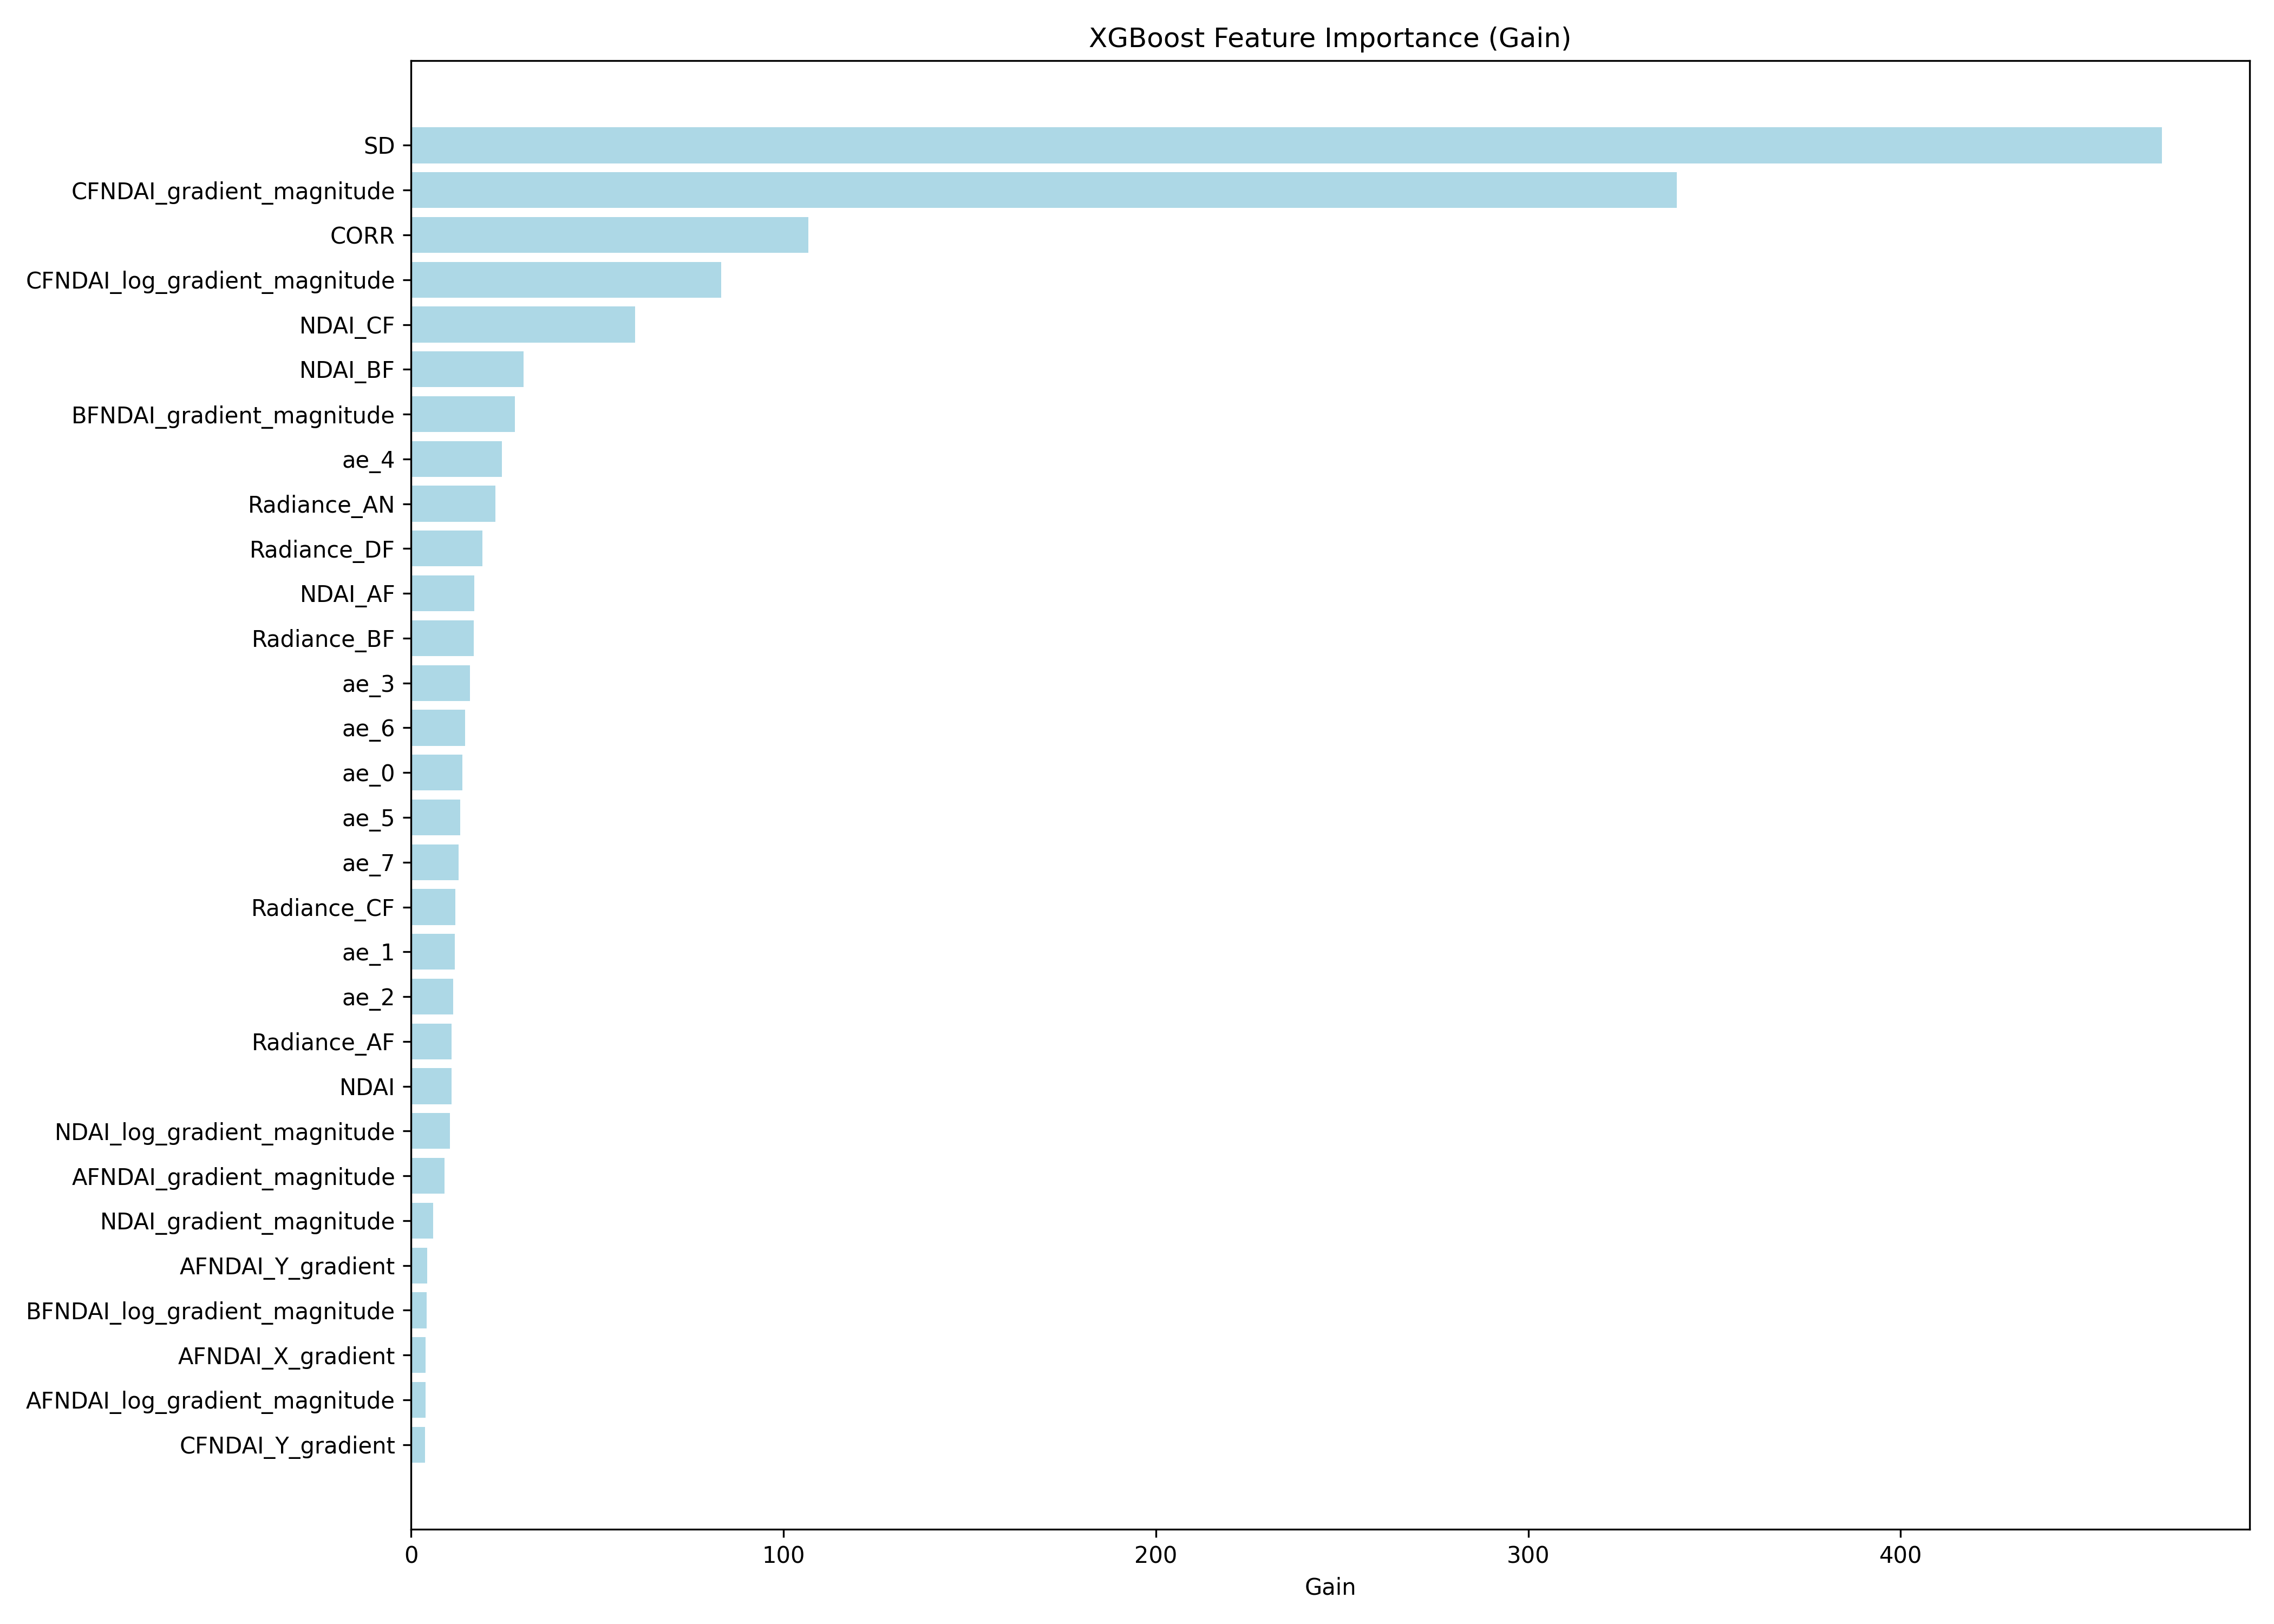 XGBoost Feature Importance (Gain)
SD
CFNDAI_gradient_magnitude
CORR
CFNDAI_log_gradient_magnitude
NDAI_CF
NDAI_BF
BFNDAI_gradient_magnitude
ae_4
Radiance_AN
Radiance_DF
NDAI_AF
Radiance_BF
ae_3
ae_6
ae_0
ae_5
ae_7
Radiance_CF
ae_1
ae_2
Radiance_AF
NDAI
NDAI_log_gradient_magnitude
AFNDAI_gradient_magnitude
NDAI_gradient_magnitude
AFNDAI_Y_gradient
BFNDAI_log_gradient_magnitude
AFNDAI_X_gradient
AFNDAI_log_gradient_magnitude
CFNDAI_Y_gradient
0 100 200 300 400
Gain